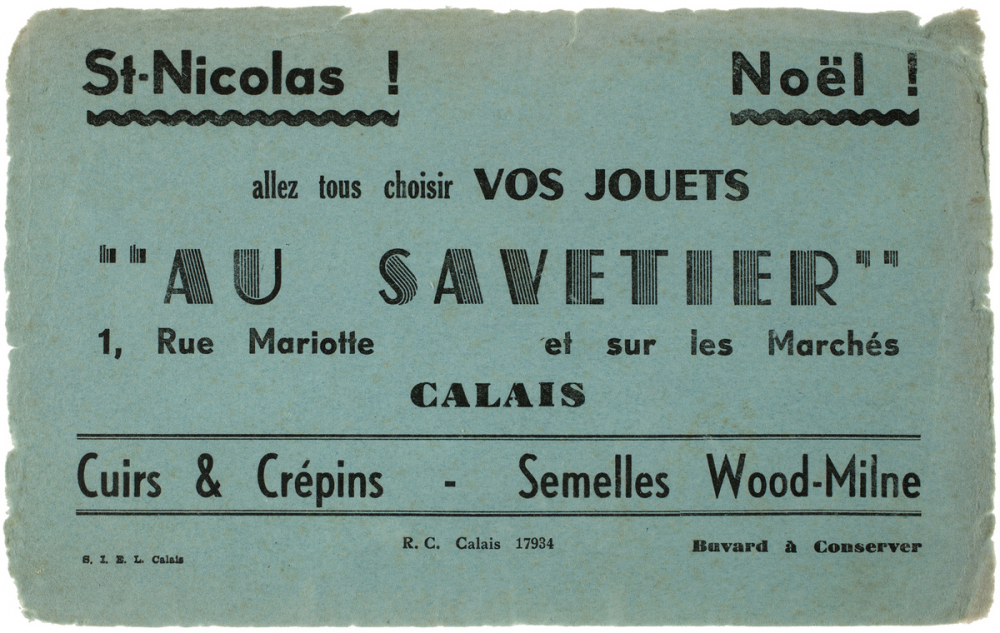 St-Nicolas ! Noël !
allez tous choisir VOS JOUETS
""AU SAVETIER""
1, Rue Mariotte et sur les Marchés
CALAIS
Cuirs & Crépins - Semelles Wood-Milne
R. C. Calais 17934
S. I. E. L. Calais Buvard à Conserver